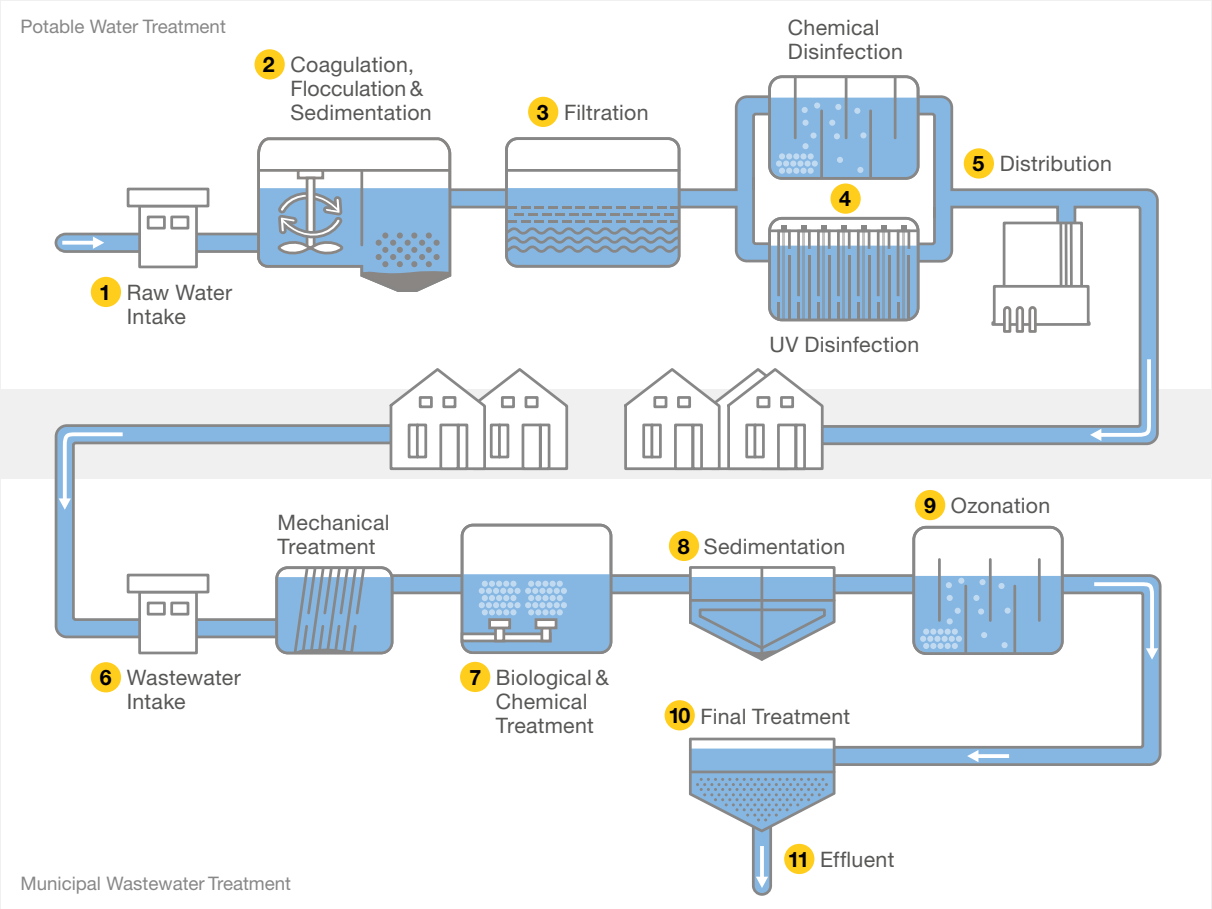 Potable Water Treatment
2 Coagulation,
Flocculation &
Sedimentation
3 Filtration
Chemical
Disinfection
4
UV Disinfection
5 Distribution
1 Raw Water
Intake
Mechanical
Treatment
6 Wastewater
Intake
7 Biological &
Chemical
Treatment
8 Sedimentation
9 Ozonation
10 Final Treatment
11 Effluent
Municipal Wastewater Treatment